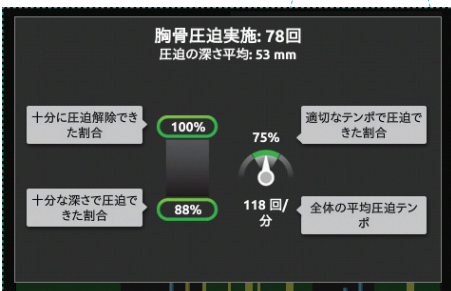 胸骨圧迫実施: 78回
圧迫の深さ平均: 53 mm
十分に圧迫解除でき
た割合
100%
75%
適切なテンポで圧迫で
きた割合
十分な深さで圧迫で
きた割合
88%
118 回/
分
全体の平均圧迫テン
ポ